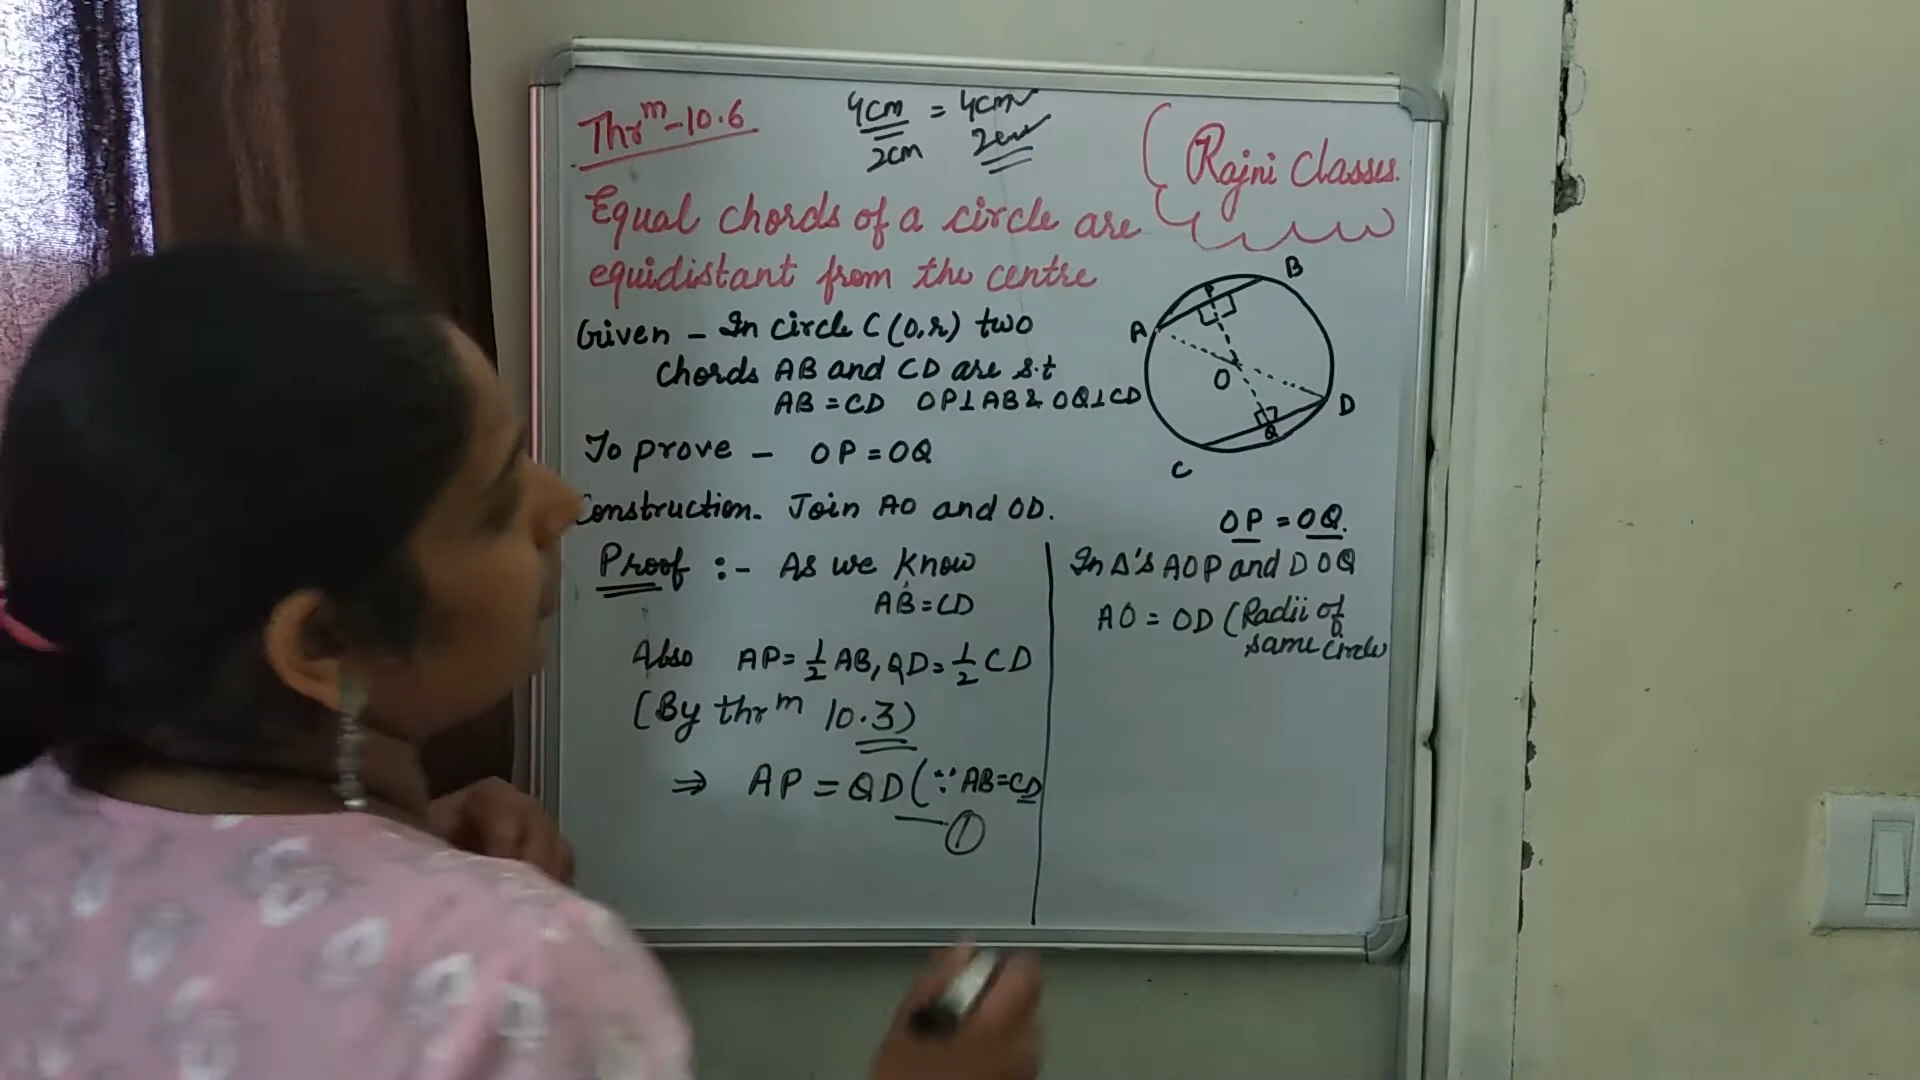 Thrᵐ-10.6
4cm = 4cm
2cm 2cm
Rajni Classes.
Equal chords of a circle are
equidistant from the centre
Given - In circle C(O,r) two
chords AB and CD are s.t
AB = CD OP⊥AB & OQ⊥CD
To prove - OP = OQ
Construction. Join AO and OD.
Proof :- As we know
AB = CD
Also AP = 1/2 AB, QD = 1/2 CD
(By thrᵐ 10.3)
⇒ AP = QD (∵ AB = CD
— ①
B
A
O
D
Q
C
OP = OQ.
In Δ's AOP and DOQ
AO = OD (Radii of
same circle